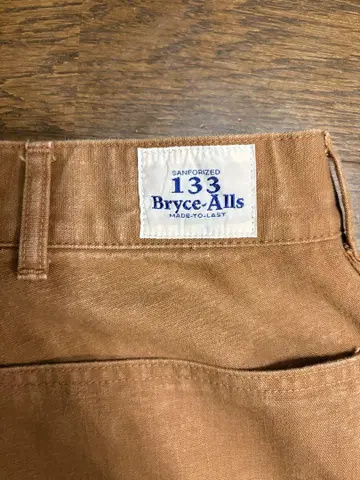 SANFORIZED
133
Bryce-Alls
MADE-TO-LAST